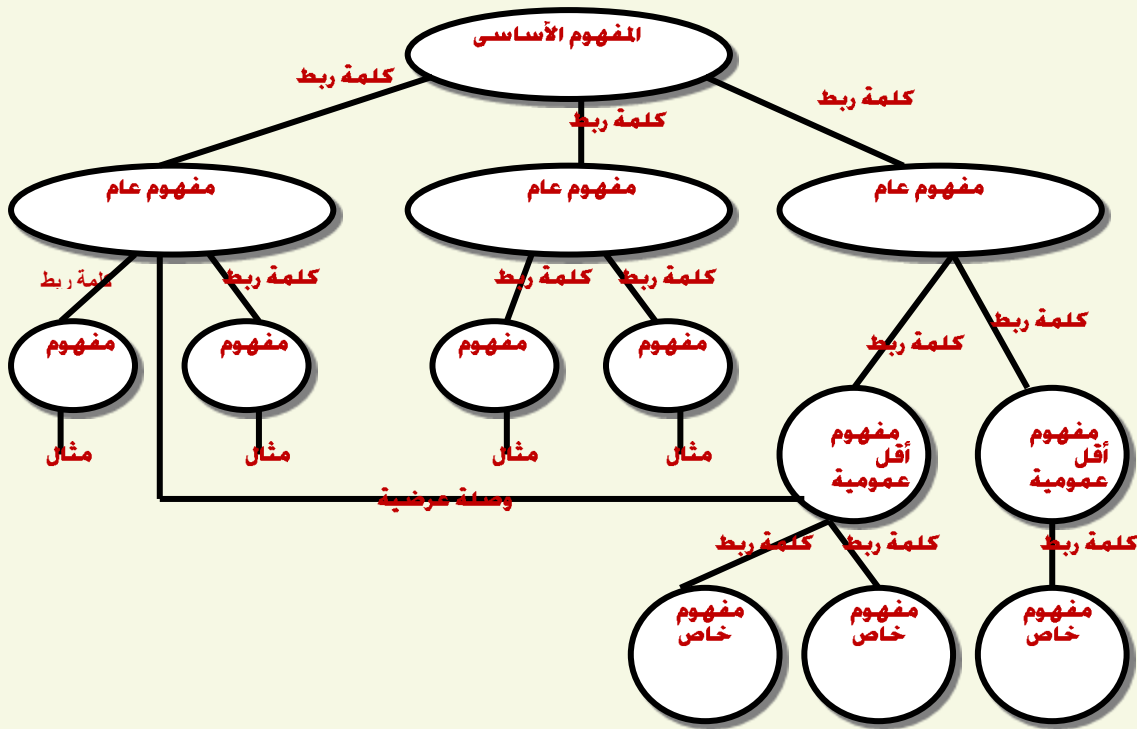 المفهوم الأساسى
كلمة ربط
كلمة ربط
كلمة ربط
مفهوم عام
مفهوم عام
مفهوم عام
كلمة ربط
كلمة ربط
كلمة ربط
كلمة ربط
كلمة ربط
كلمة ربط
مفهوم
مفهوم
مفهوم
مفهوم
مفهوم
أقل
عمومية
مفهوم
أقل
عمومية
مثال
مثال
مثال
مثال
وصلة عرضية
كلمة ربط
كلمة ربط
كلمة ربط
مفهوم
خاص
مفهوم
خاص
مفهوم
خاص